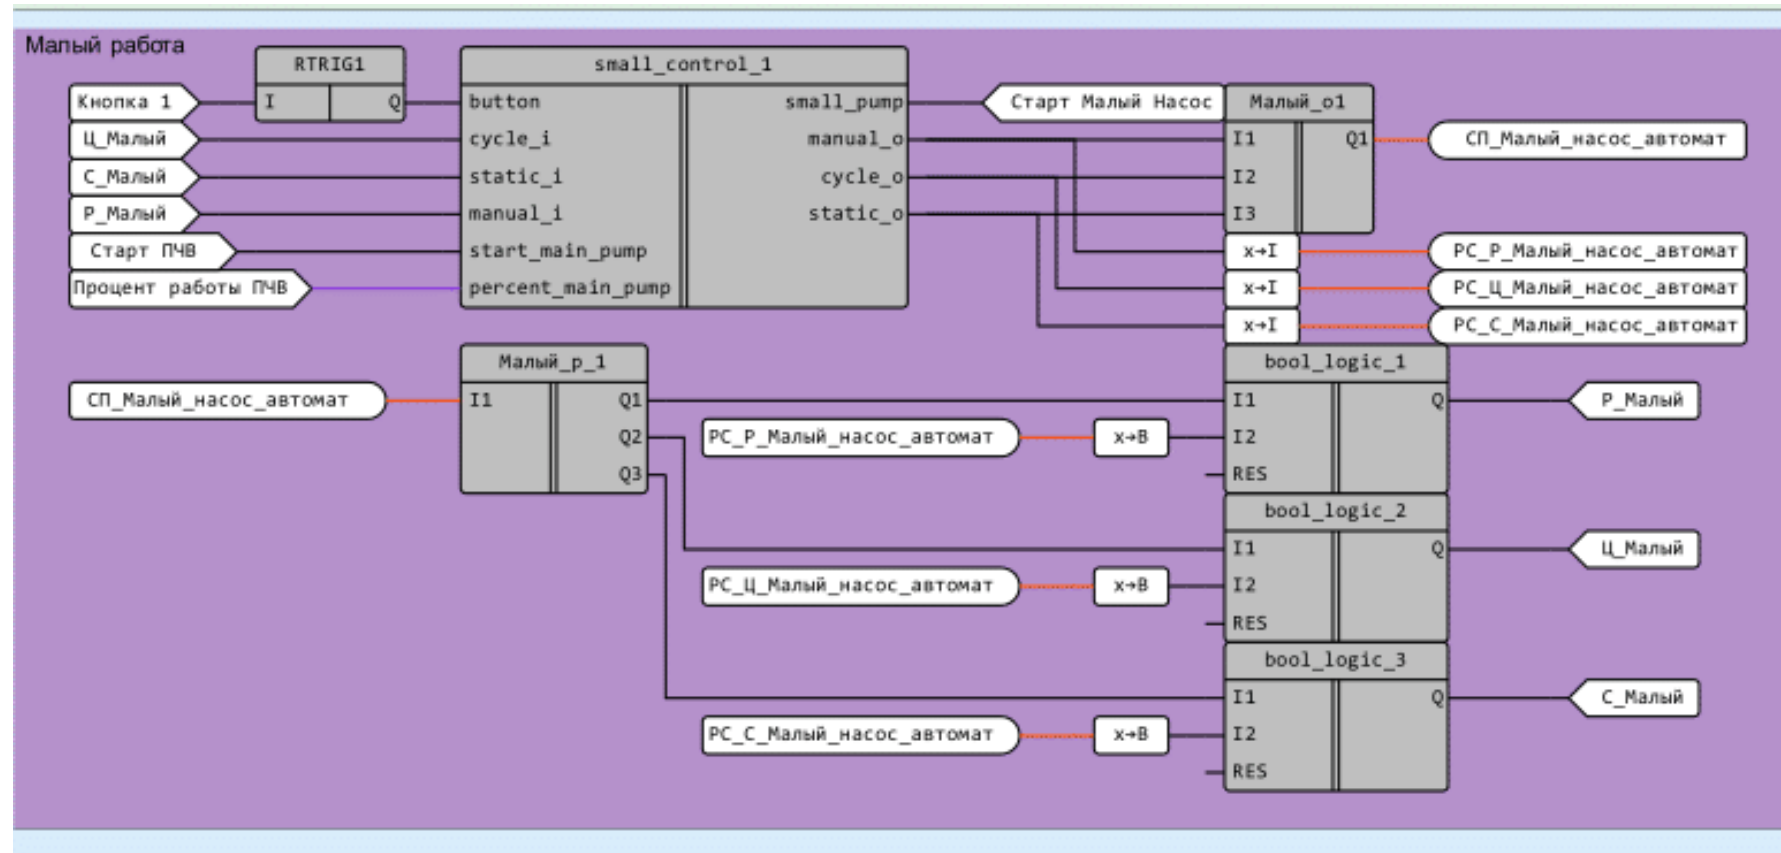 Малый работа
RTRIG1
small_control_1
Кнопка 1
I Q
button small_pump
Старт Малый Насос
Малый_о1
Ц_Малый
cycle_i manual_o
I1 Q1
СП_Малый_насос_автомат
С_Малый
static_i cycle_o
I2
Р_Малый
manual_i static_o
I3
Старт ПЧВ
start_main_pump
x→I
РС_Р_Малый_насос_автомат
Процент работы ПЧВ
percent_main_pump
x→I
РС_Ц_Малый_насос_автомат
x→I
РС_С_Малый_насос_автомат
Малый_р_1
bool_logic_1
СП_Малый_насос_автомат
I1 Q1
I1 Q
Р_Малый
Q2
РС_Р_Малый_насос_автомат
x→B
I2
Q3
RES
bool_logic_2
I1 Q
Ц_Малый
РС_Ц_Малый_насос_автомат
x→B
I2
RES
bool_logic_3
I1 Q
С_Малый
РС_С_Малый_насос_автомат
x→B
I2
RES